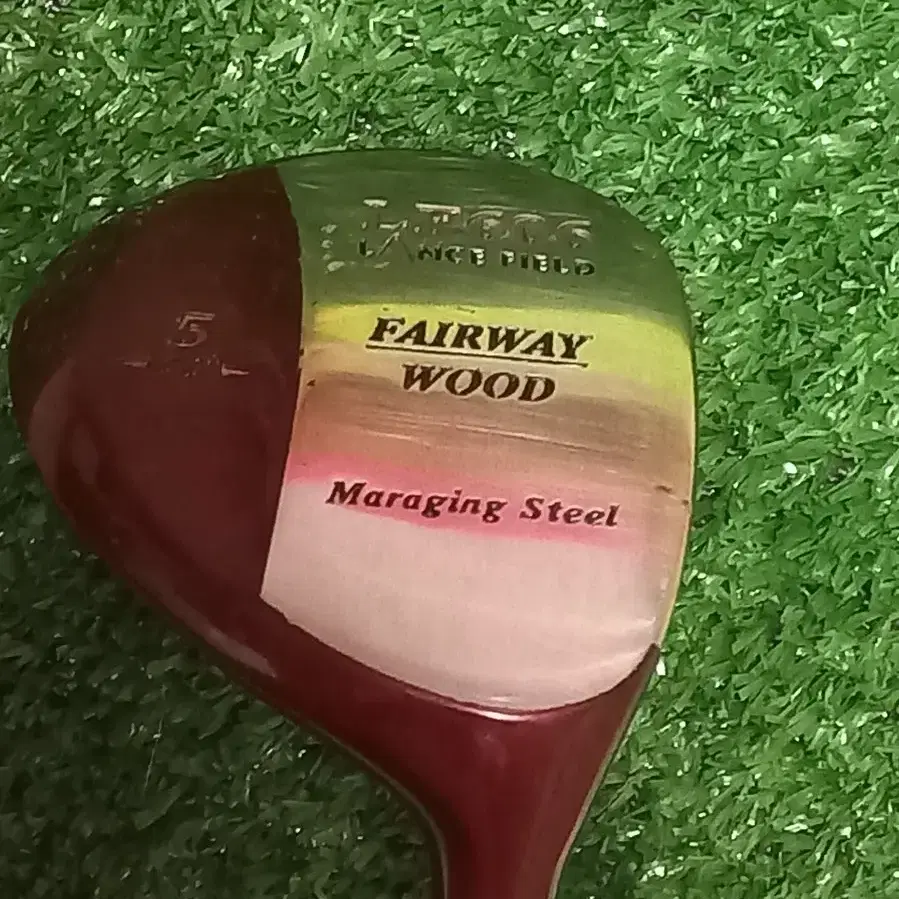 LANCE FIELD
FAIRWAY
WOOD
Maraging Steel
5